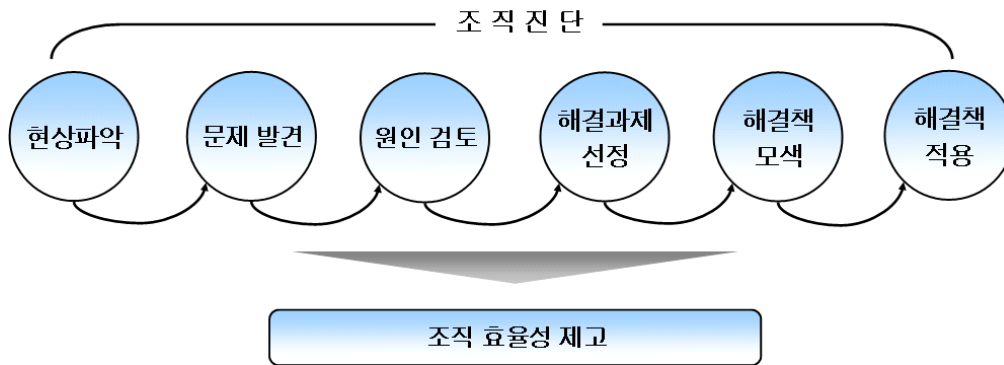 조 직 진 단
현상파악
문제 발견
원인 검토
해결과제
선정
해결책
모색
해결책
적용
조직 효율성 제고